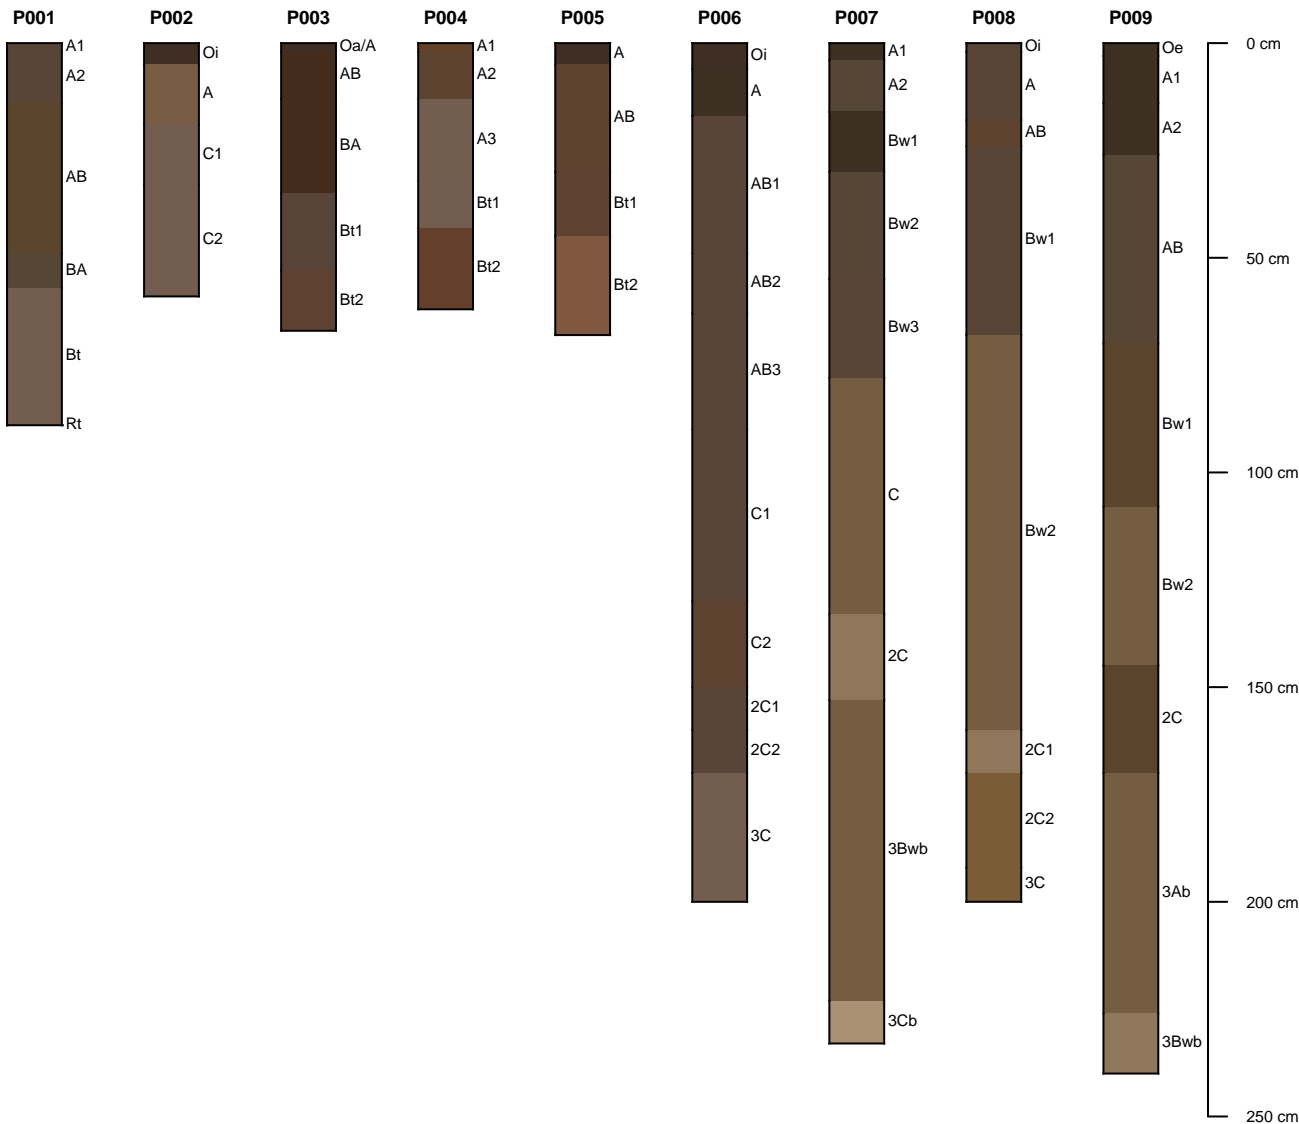 P001 P002 P003 P004 P005 P006 P007 P008 P009
A1
A2
AB
BA
Bt
Rt
Oi
A
C1
C2
Oa/A
AB
BA
Bt1
Bt2
A1
A2
A3
Bt1
Bt2
A
AB
Bt1
Bt2
Oi
A
AB1
AB2
AB3
C1
C2
2C1
2C2
3C
A1
A2
Bw1
Bw2
Bw3
C
2C
3Bwb
3Cb
Oi
A
AB
Bw1
Bw2
2C1
2C2
3C
Oe
A1
A2
AB
Bw1
Bw2
2C
3Ab
3Bwb
0 cm
50 cm
100 cm
150 cm
200 cm
250 cm